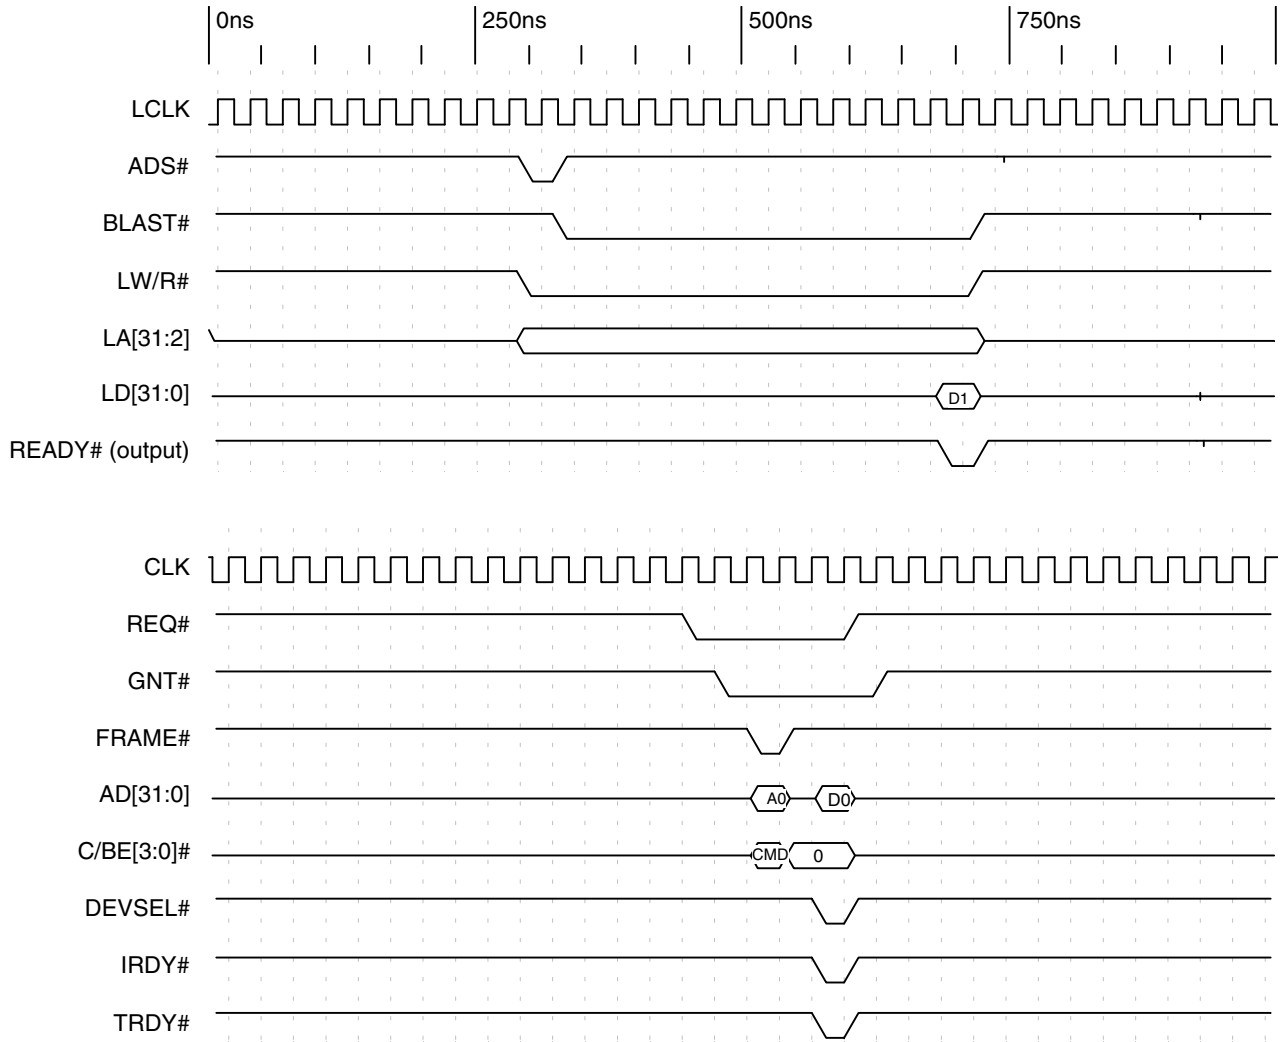 0ns 250ns 500ns 750ns
LCLK
ADS#
BLAST#
LW/R#
LA[31:2]
LD[31:0] D1
READY# (output)
CLK
REQ#
GNT#
FRAME#
AD[31:0] A0 D0
C/BE[3:0]# CMD 0
DEVSEL#
IRDY#
TRDY#